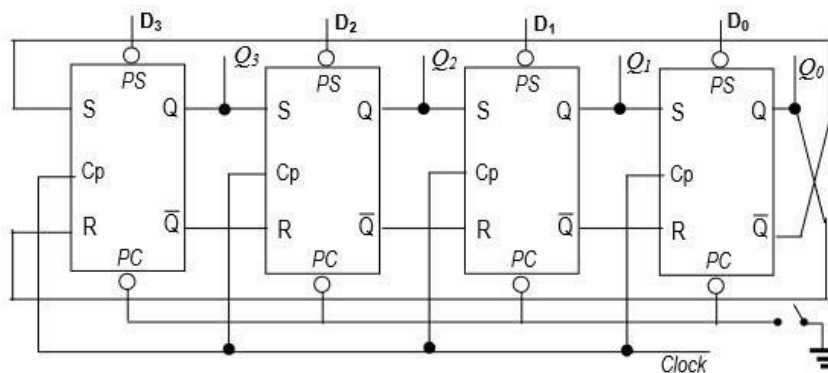 D3 D2 D1 D0
Q3 Q2 Q1 Q0
PS PS PS PS
S Q S Q S Q S Q
Cp Cp Cp Cp
R Q̅ R Q̅ R Q̅ R Q̅
PC PC PC PC
Clock